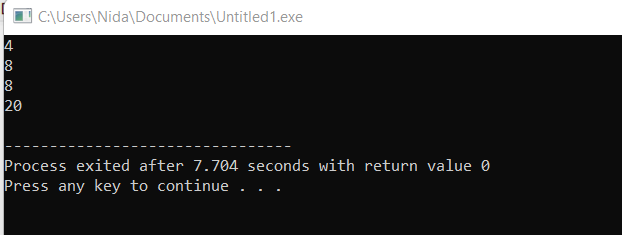 C:\Users\Nida\Documents\Untitled1.exe
4
8
8
20
--------------------------------
Process exited after 7.704 seconds with return value 0
Press any key to continue . . .